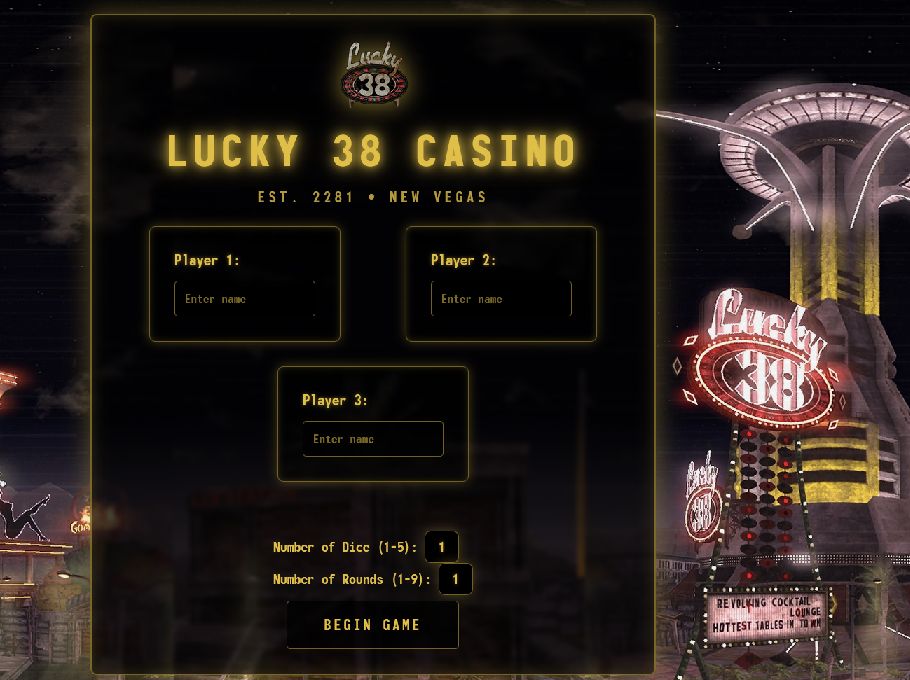 Lucky
38
LUCKY 38 CASINO
EST. 2281 • NEW VEGAS
Player 1:
Enter name
Player 2:
Enter name
Player 3:
Enter name
Number of Dice (1-5): 1
Number of Rounds (1-9): 1
BEGIN GAME
Lucky
38
Lucky
38
REVOLVING COCKTAIL
LOUNGE
HOTTEST TABLES IN TOWN